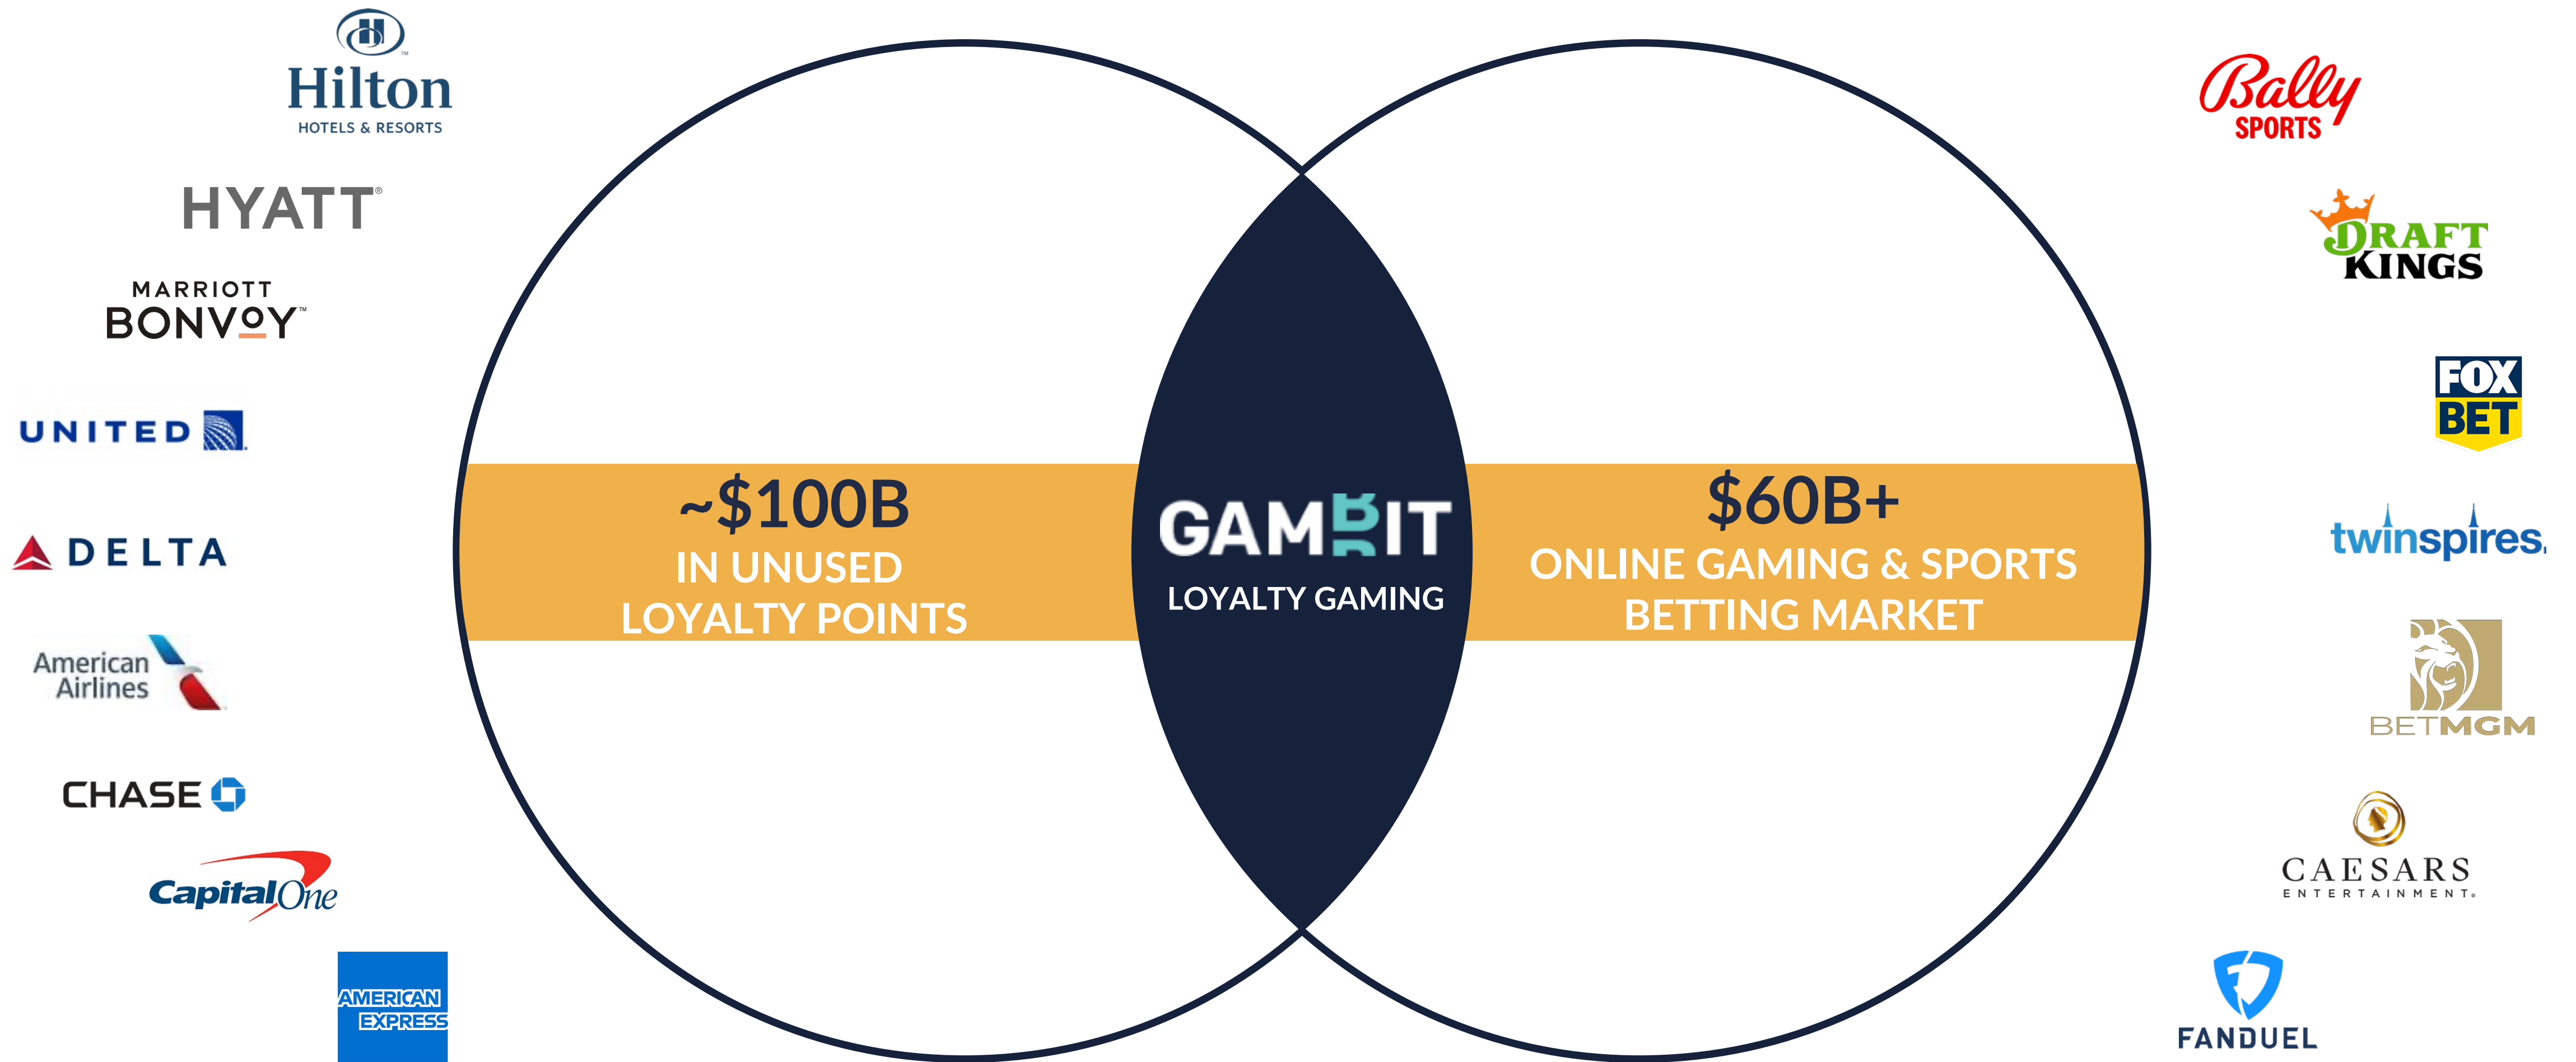 Hilton
HOTELS & RESORTS
HYATT®
MARRIOTT
BONVOY™
UNITED
DELTA
American
Airlines
CHASE
CapitalOne
AMERICAN
EXPRESS
~$100B
IN UNUSED
LOYALTY POINTS
GAMBIT
LOYALTY GAMING
$60B+
ONLINE GAMING & SPORTS
BETTING MARKET
Bally
SPORTS
DRAFT
KINGS
FOX
BET
twinspires.
BETMGM
CAESARS
ENTERTAINMENT®
FANDUEL